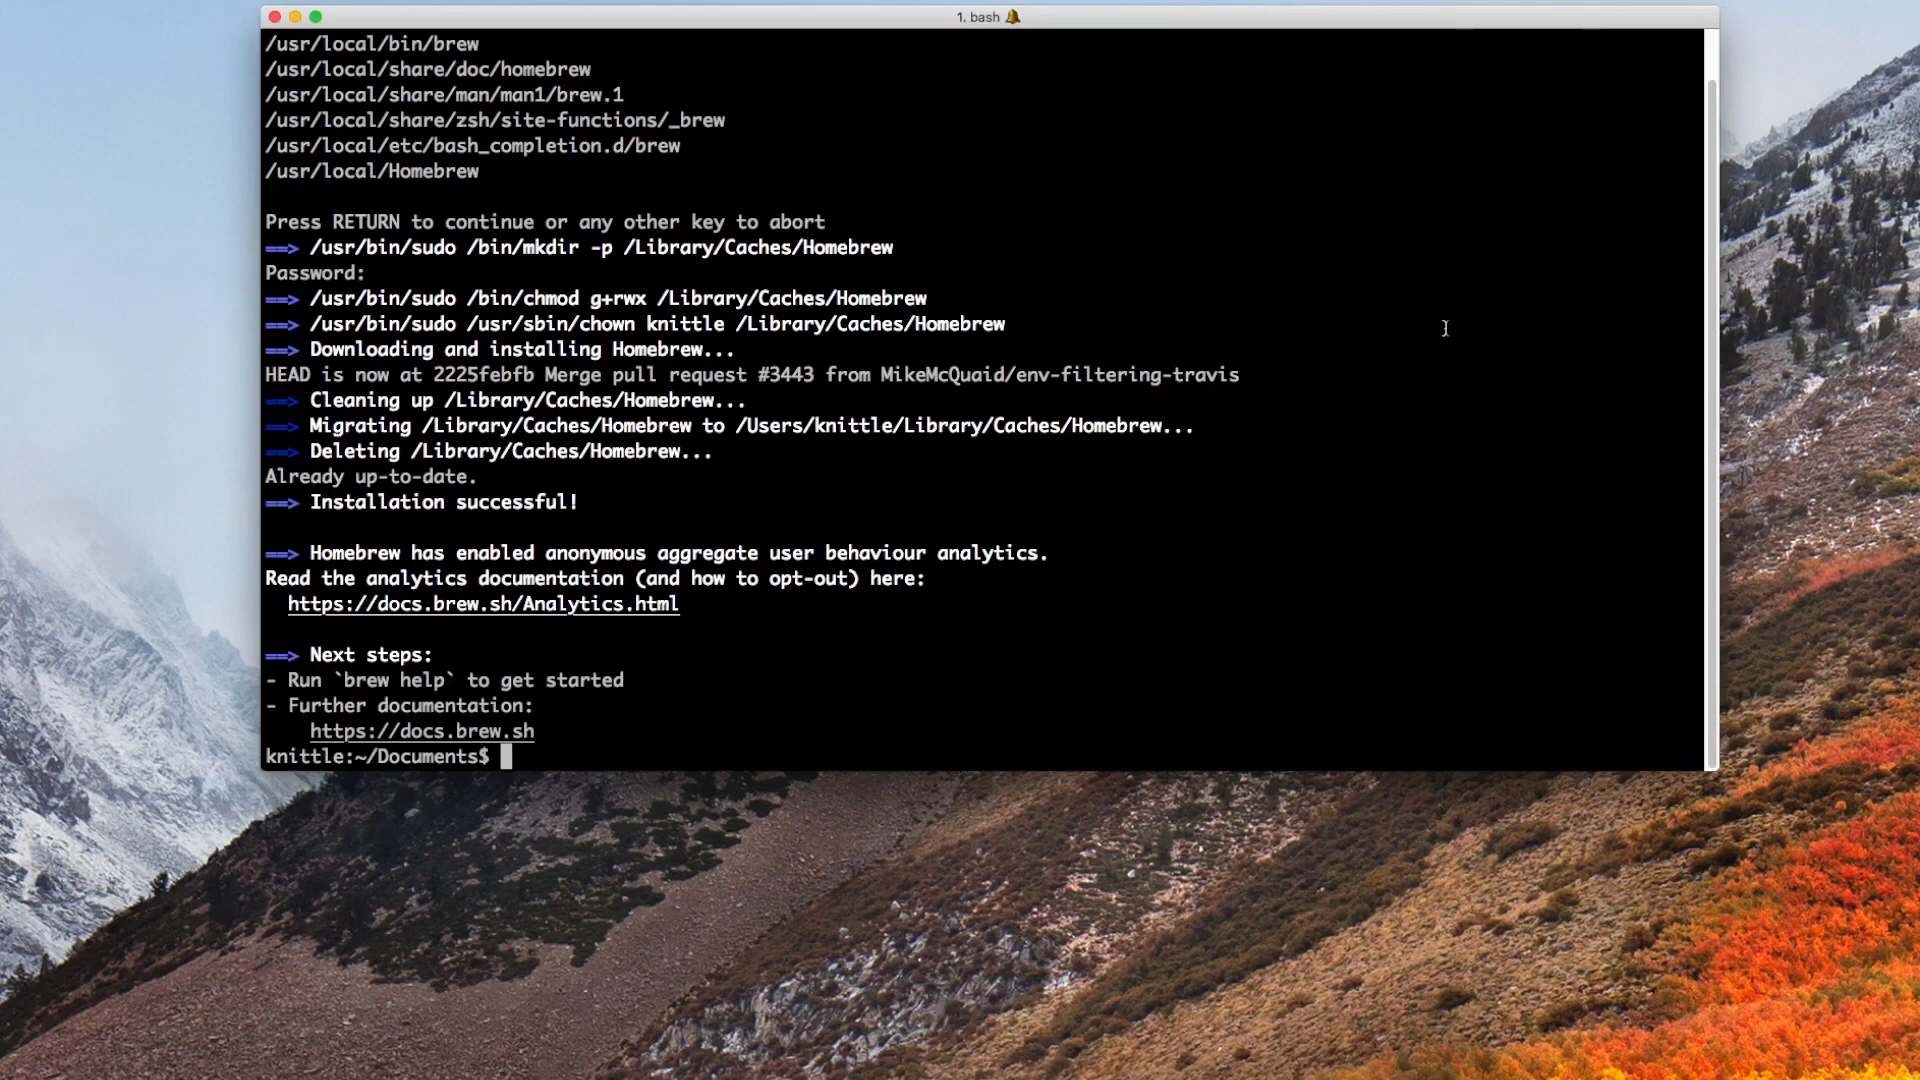 1. bash
/usr/local/bin/brew
/usr/local/share/doc/homebrew
/usr/local/share/man/man1/brew.1
/usr/local/share/zsh/site-functions/_brew
/usr/local/etc/bash_completion.d/brew
/usr/local/Homebrew
Press RETURN to continue or any other key to abort
==> /usr/bin/sudo /bin/mkdir -p /Library/Caches/Homebrew
Password:
==> /usr/bin/sudo /bin/chmod g+rwx /Library/Caches/Homebrew
==> /usr/bin/sudo /usr/sbin/chown knittle /Library/Caches/Homebrew
==> Downloading and installing Homebrew...
HEAD is now at 2225febfb Merge pull request #3443 from MikeMcQuaid/env-filtering-travis
==> Cleaning up /Library/Caches/Homebrew...
==> Migrating /Library/Caches/Homebrew to /Users/knittle/Library/Caches/Homebrew...
==> Deleting /Library/Caches/Homebrew...
Already up-to-date.
==> Installation successful!
==> Homebrew has enabled anonymous aggregate user behaviour analytics.
Read the analytics documentation (and how to opt-out) here:
https://docs.brew.sh/Analytics.html
==> Next steps:
- Run `brew help` to get started
- Further documentation:
https://docs.brew.sh
knittle:~/Documents$